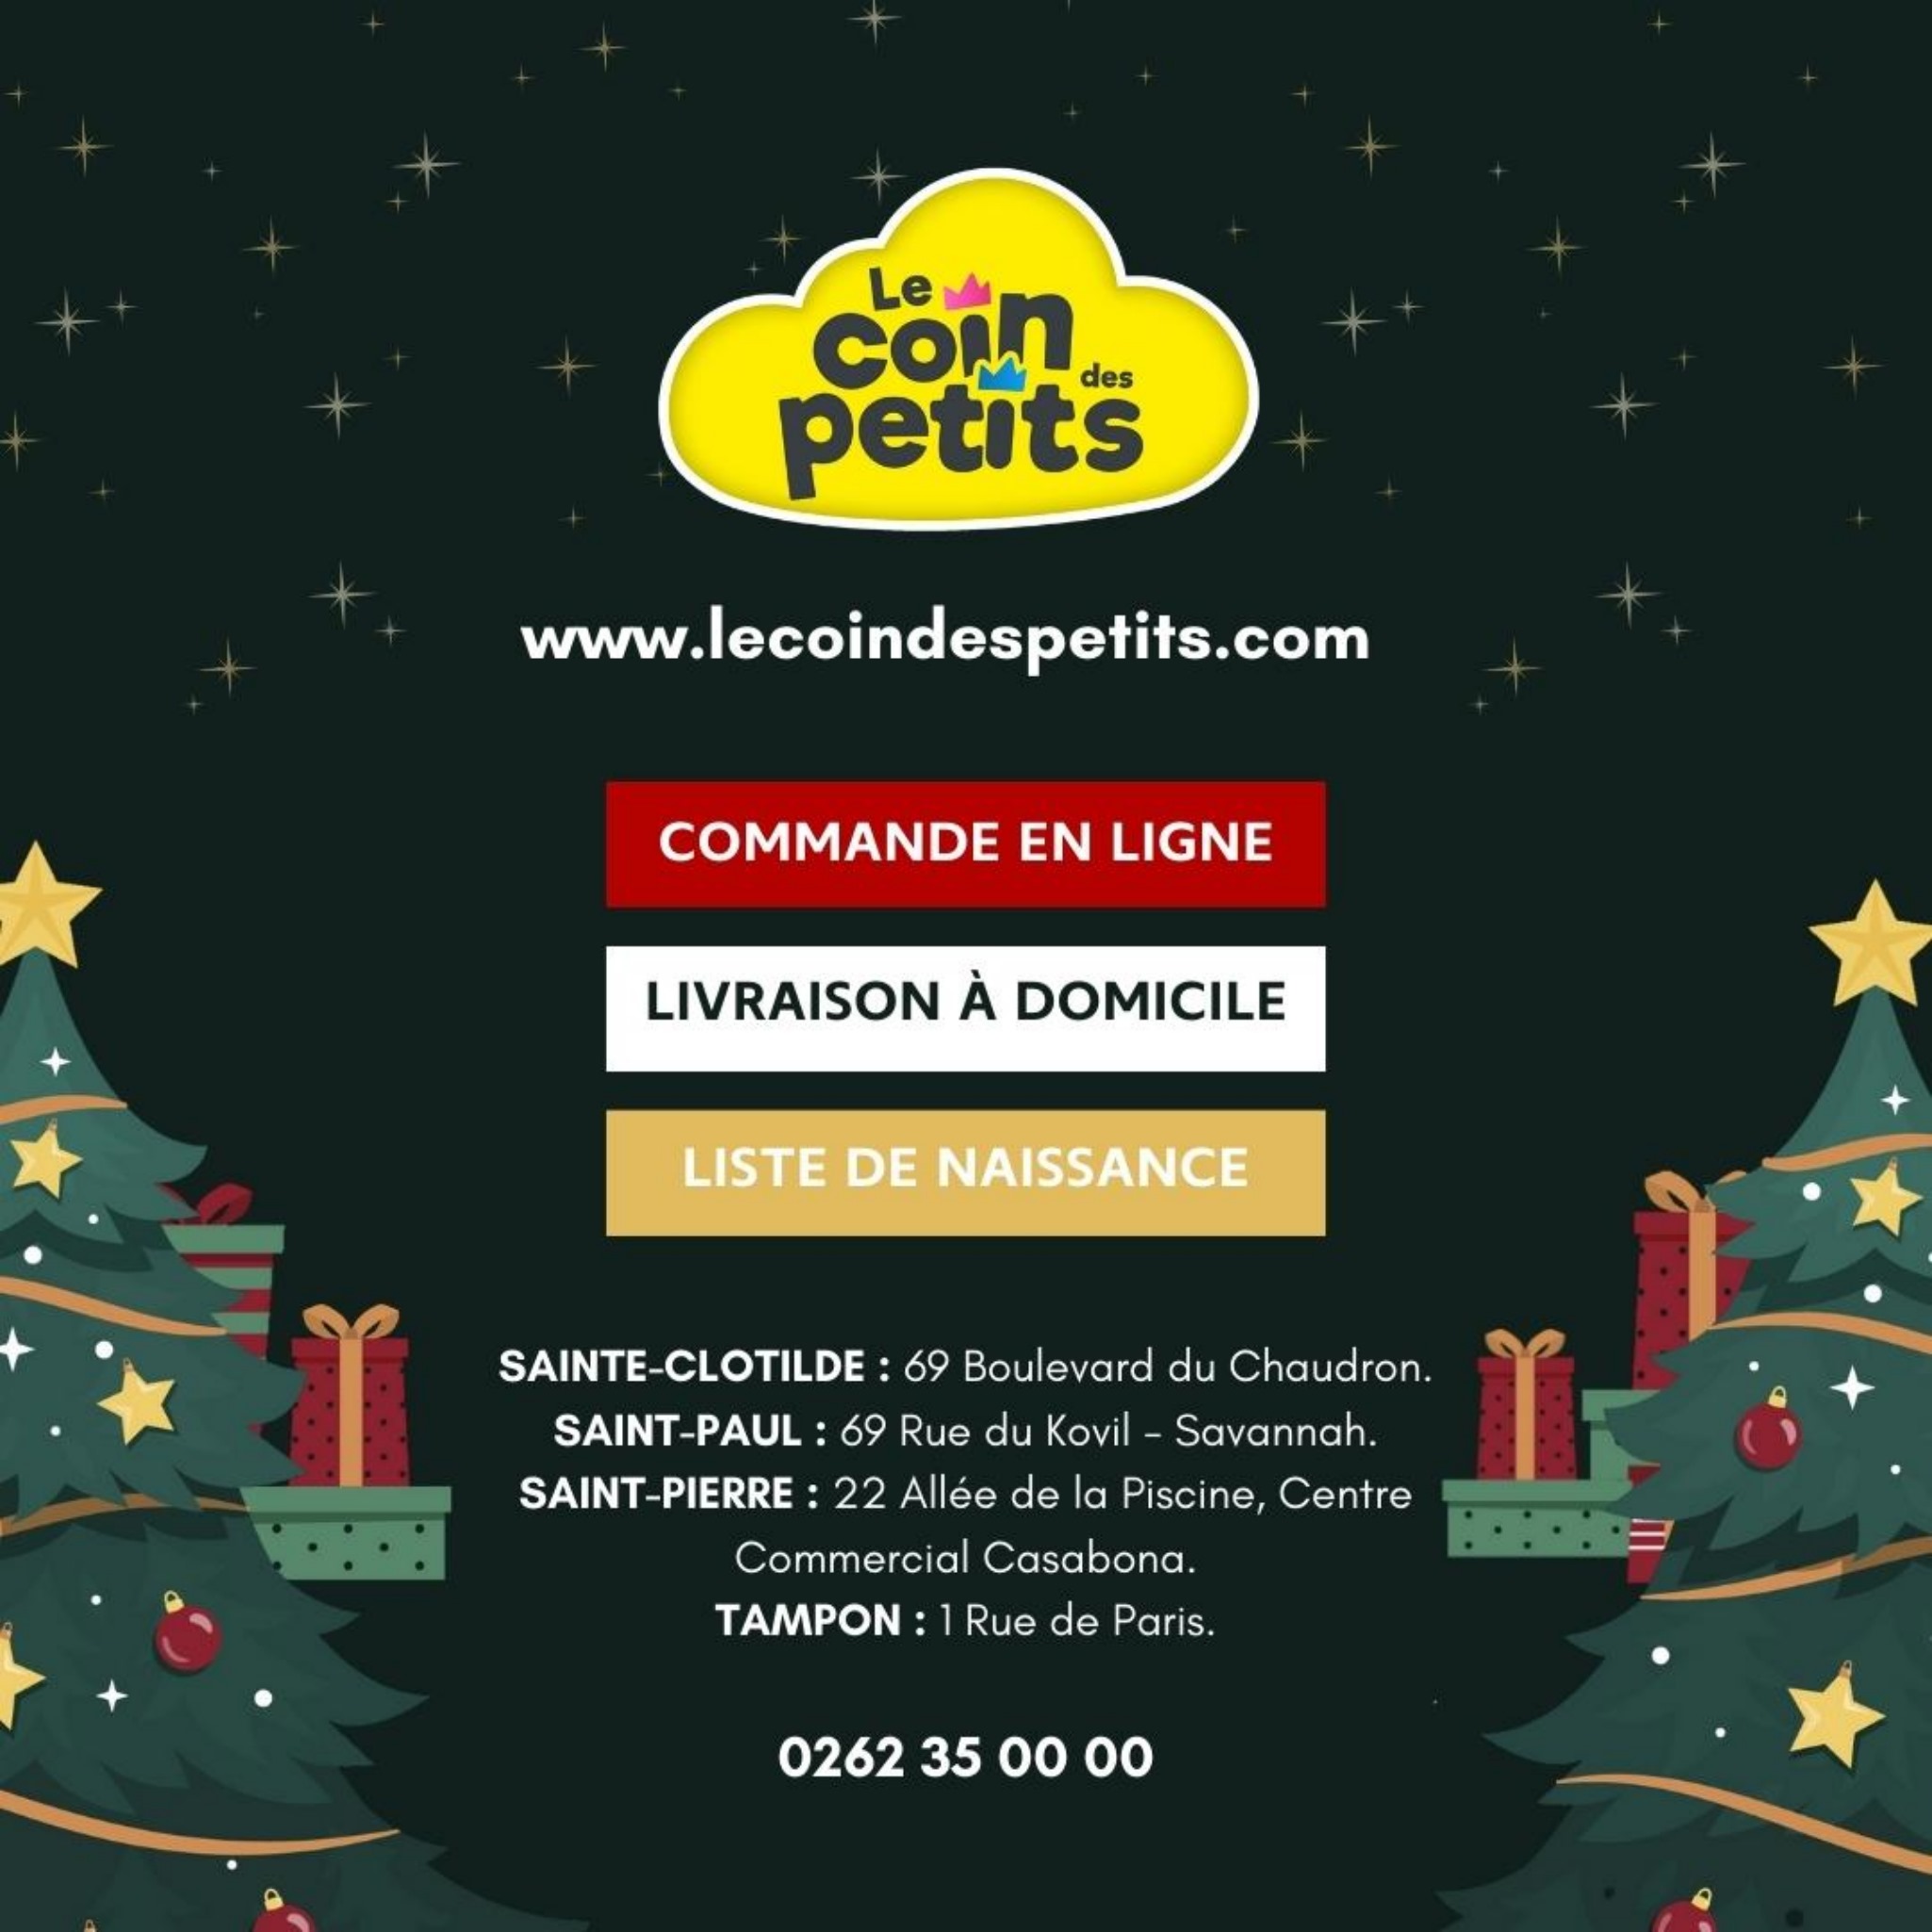 Le
coin des
petits
www.lecoindespetits.com
COMMANDE EN LIGNE
LIVRAISON À DOMICILE
LISTE DE NAISSANCE
SAINTE-CLOTILDE : 69 Boulevard du Chaudron.
SAINT-PAUL : 69 Rue du Kovil - Savannah.
SAINT-PIERRE : 22 Allée de la Piscine, Centre
Commercial Casabona.
TAMPON : 1 Rue de Paris.
0262 35 00 00